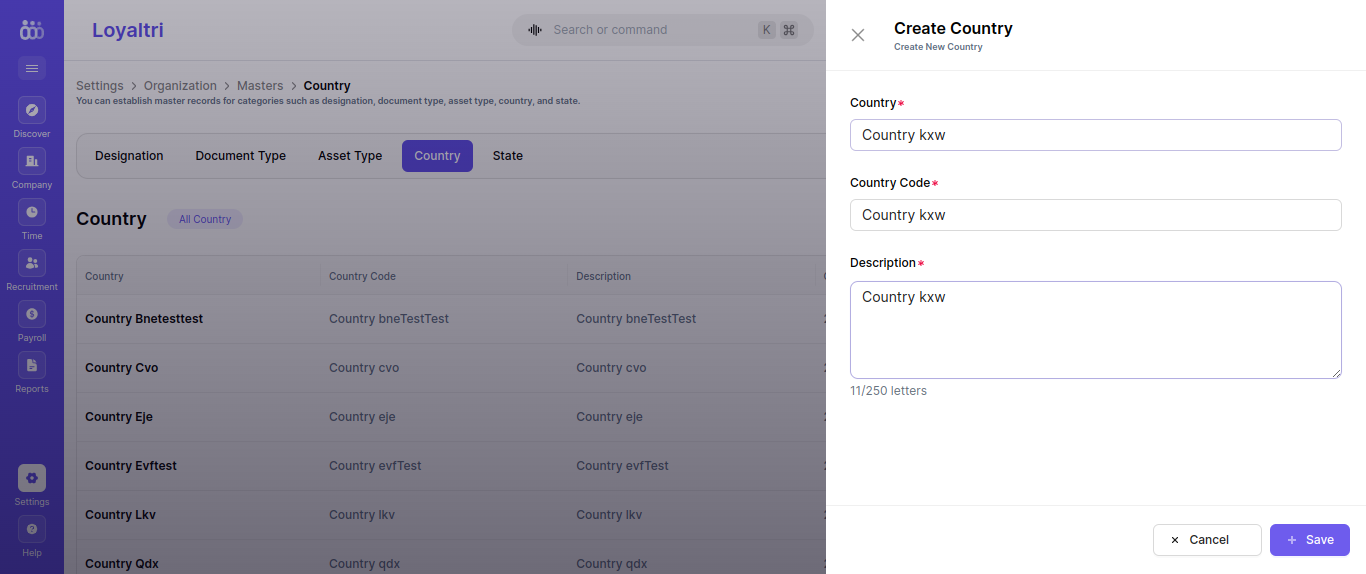 Loyaltri
Search or command
K ⌘
Create Country
Create New Country
Settings > Organization > Masters > Country
You can establish master records for categories such as designation, document type, asset type, country, and state.
Designation Document Type Asset Type Country State
Country All Country
Country Country Code Description
Country Bnetesttest Country bneTestTest Country bneTestTest
Country Cvo Country cvo Country cvo
Country Eje Country eje Country eje
Country Evftest Country evfTest Country evfTest
Country Lkv Country lkv Country lkv
Country Qdx Country qdx Country qdx
Discover
Company
Time
Recruitment
Payroll
Reports
Settings
Help
Country*
Country kxw
Country Code*
Country kxw
Description*
Country kxw
11/250 letters
× Cancel
+ Save